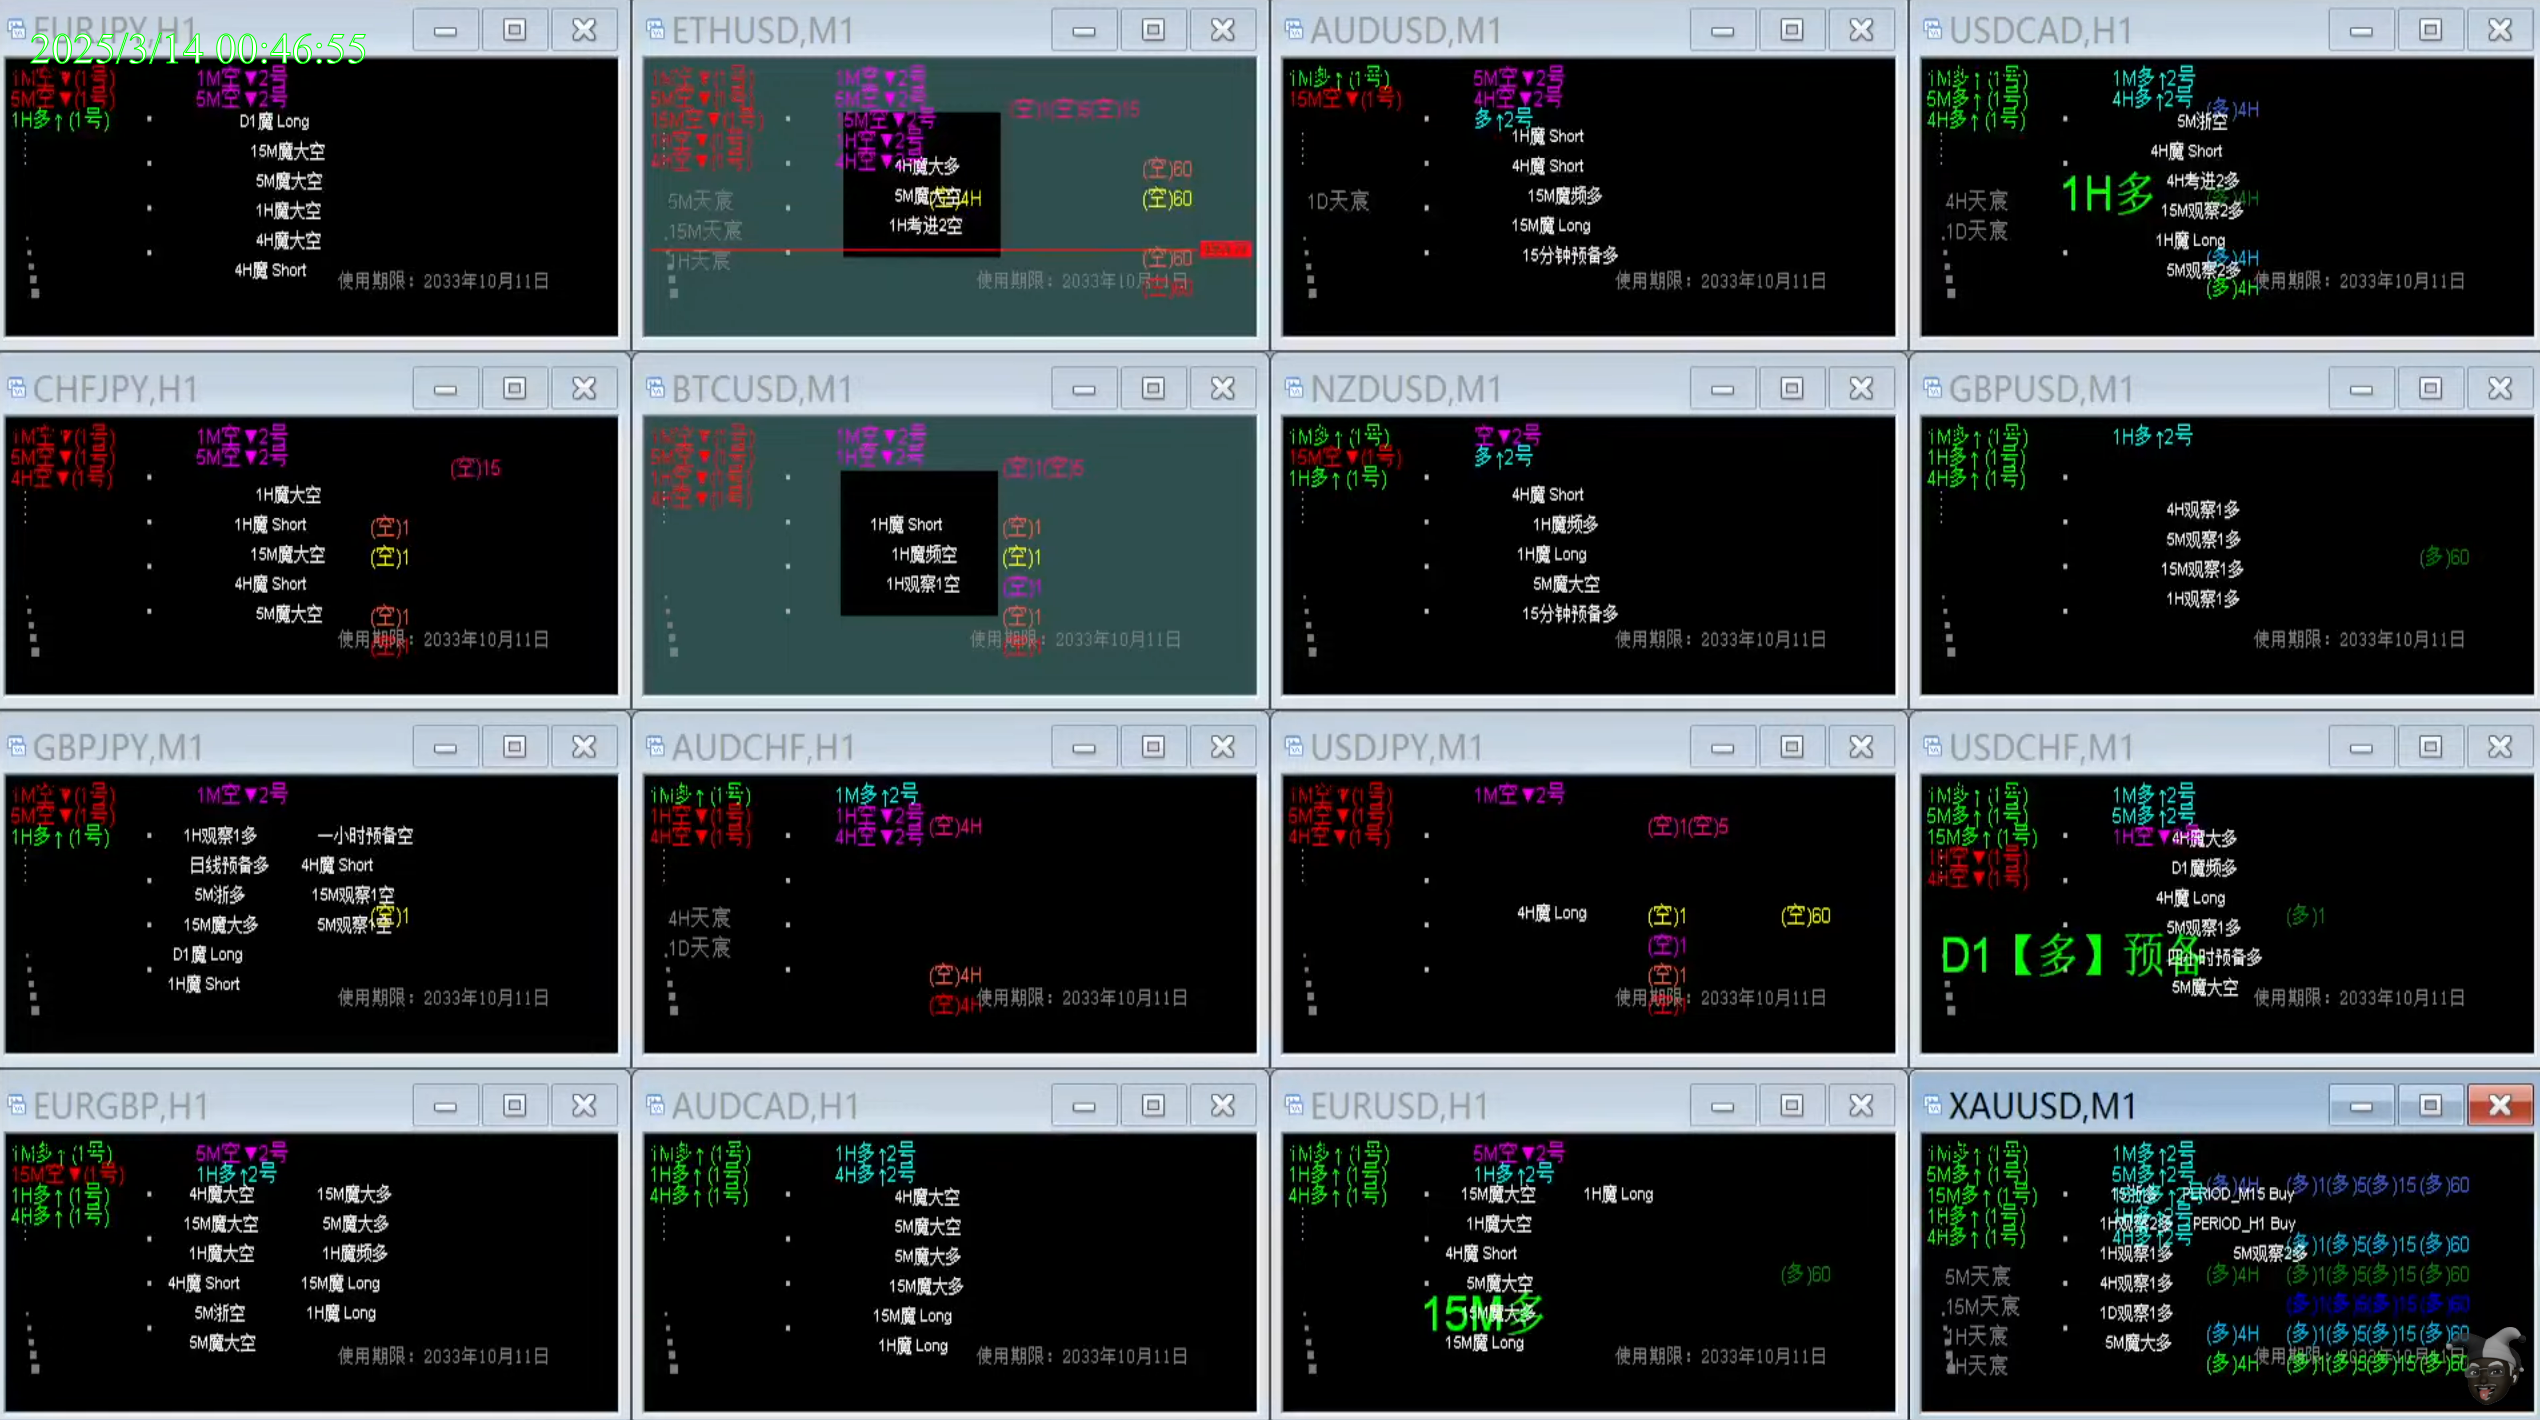 2025/3/14 00:46:55
EURJPY,H1
1M空▼(1号) 1M空▼2号
5M空▼(1号) 5M空▼2号
1H多↑(1号)
D1魔 Long
15M魔大空
5M魔大空
1H魔大空
4H魔大空
4H魔 Short
使用期限: 2033年10月11日
ETHUSD,M1
1M空▼(1号) 1M空▼2号
5M空▼(1号) 5M空▼2号
15M空▼(1号) 15M空▼2号
1H空▼(1号) 1H空▼2号
4H空▼(1号) 4H空▼2号
(空)1(空)5(空)15
1H魔大多
(空)60
5M天宸
5M魔大空
(空)4H
(空)60
15M天宸
1H考进2空
1H天宸
(空)60
使用期限: 2033年10月11日
(空)60
AUDUSD,M1
1M多↑(1号) 5M空▼2号
15M空▼(1号) 4H空▼2号
多↑2号
1H魔 Short
4H魔 Short
1D天宸
15M魔频多
15M魔 Long
15分钟预备多
使用期限: 2033年10月11日
USDCAD,H1
1M多↑(1号) 1M多↑2号
5M多↑(1号) 4H多↑2号
4H多↑(1号)
(多)4H
5M浙空
4H魔 Short
1H多
4H考进2多
4H天宸
(多)4H
15M观察2多
1D天宸
1H魔 Long
(多)4H
5M观察2多
(多)4H
使用期限: 2033年10月11日
CHFJPY,H1
1M空▼(1号) 1M空▼2号
5M空▼(1号) 5M空▼2号
4H空▼(1号)
(空)15
1H魔大空
1H魔 Short (空)1
15M魔大空 (空)1
4H魔 Short
5M魔大空 (空)1
使用期限: 2033年10月11日
(空)1
BTCUSD,M1
1M空▼(1号) 1M空▼2号
5M空▼(1号) 1H空▼2号
1H空▼(1号)
4H空▼(1号)
(空)1(空)5
1H魔 Short (空)1
1H魔频空 (空)1
1H观察1空 (空)1
(空)1
使用期限: 2033年10月11日
(空)1
NZDUSD,M1
1M多↑(1号) 空▼2号
15M空▼(1号) 多↑2号
1H多↑(1号)
4H魔 Short
1H魔频多
1H魔 Long
5M魔大空
15分钟预备多
使用期限: 2033年10月11日
GBPUSD,M1
1M多↑(1号) 1H多↑2号
1H多↑(1号)
4H多↑(1号)
4H观察1多
5M观察1多
(多)60
15M观察1多
1H观察1多
使用期限: 2033年10月11日
GBPJPY,M1
1M空▼(1号) 1M空▼2号
5M空▼(1号)
1H多↑(1号)
1H观察1多 一小时预备空
日线预备多 4H魔 Short
5M浙多 15M观察1空
(空)1
15M魔大多 5M观察1空
D1魔 Long
1H魔 Short
使用期限: 2033年10月11日
AUDCHF,H1
1M多↑(1号) 1M多↑2号
1H空▼(1号) 1H空▼2号
4H空▼(1号) 4H空▼2号
(空)4H
4H天宸
1D天宸
(空)4H
(空)4H
使用期限: 2033年10月11日
USDJPY,M1
1M空▼(1号) 1M空▼2号
5M空▼(1号)
4H空▼(1号)
(空)1(空)5
4H魔 Long (空)1 (空)60
(空)1
(空)1
使用期限: 2033年10月11日
(空)1
USDCHF,M1
1M多↑(1号) 1M多↑2号
5M多↑(1号) 5M多↑2号
15M多↑(1号) 1H空▼2号
1H空▼(1号)
4H空▼(1号)
4H魔大多
D1魔频多
4H魔 Long
(多)1
5M观察1多
D1【多】预备
四小时预备多
5M魔大空
使用期限: 2033年10月11日
EURGBP,H1
1M多↑(1号) 5M空▼2号
15M空▼(1号) 1H多↑2号
1H多↑(1号)
4H多↑(1号)
4H魔大空 15M魔大多
15M魔大空 5M魔大多
1H魔大空 1H魔频多
4H魔 Short 15M魔 Long
5M浙空 1H魔 Long
5M魔大空
使用期限: 2033年10月11日
AUDCAD,H1
1M多↑(1号) 1H多↑2号
1H多↑(1号) 4H多↑2号
4H多↑(1号)
4H魔大空
5M魔大空
5M魔大多
15M魔大多
15M魔 Long
1H魔 Long
使用期限: 2033年10月11日
EURUSD,H1
1M多↑(1号) 5M空▼2号
1H多↑(1号) 1H多↑2号
4H多↑(1号)
15M魔大空 1H魔 Long
1H魔大空
4H魔 Short
(多)60
5M魔大空
15M多
15M魔大多
15M魔 Long
使用期限: 2033年10月11日
XAUUSD,M1
1M多↑(1号) 1M多↑2号
5M多↑(1号) 5M多↑2号
15M多↑(1号)
1H多↑(1号)
4H多↑(1号) 4H多↑2号
(多)4H (多)1(多)5(多)15(多)60
PERIOD_M15 Buy
1H观察2多 PERIOD_H1 Buy
(多)1(多)5(多)15(多)60
1H观察1多 5M观察2多
5M天宸
4H观察1多
(多)4H (多)1(多)5(多)15(多)60
15M天宸
1D观察1多
(多)1(多)5(多)15(多)60
1H天宸
5M魔大多
(多)4H (多)1(多)5(多)15(多)60
4H天宸
(多)4H (多)1(多)5(多)15(多)60